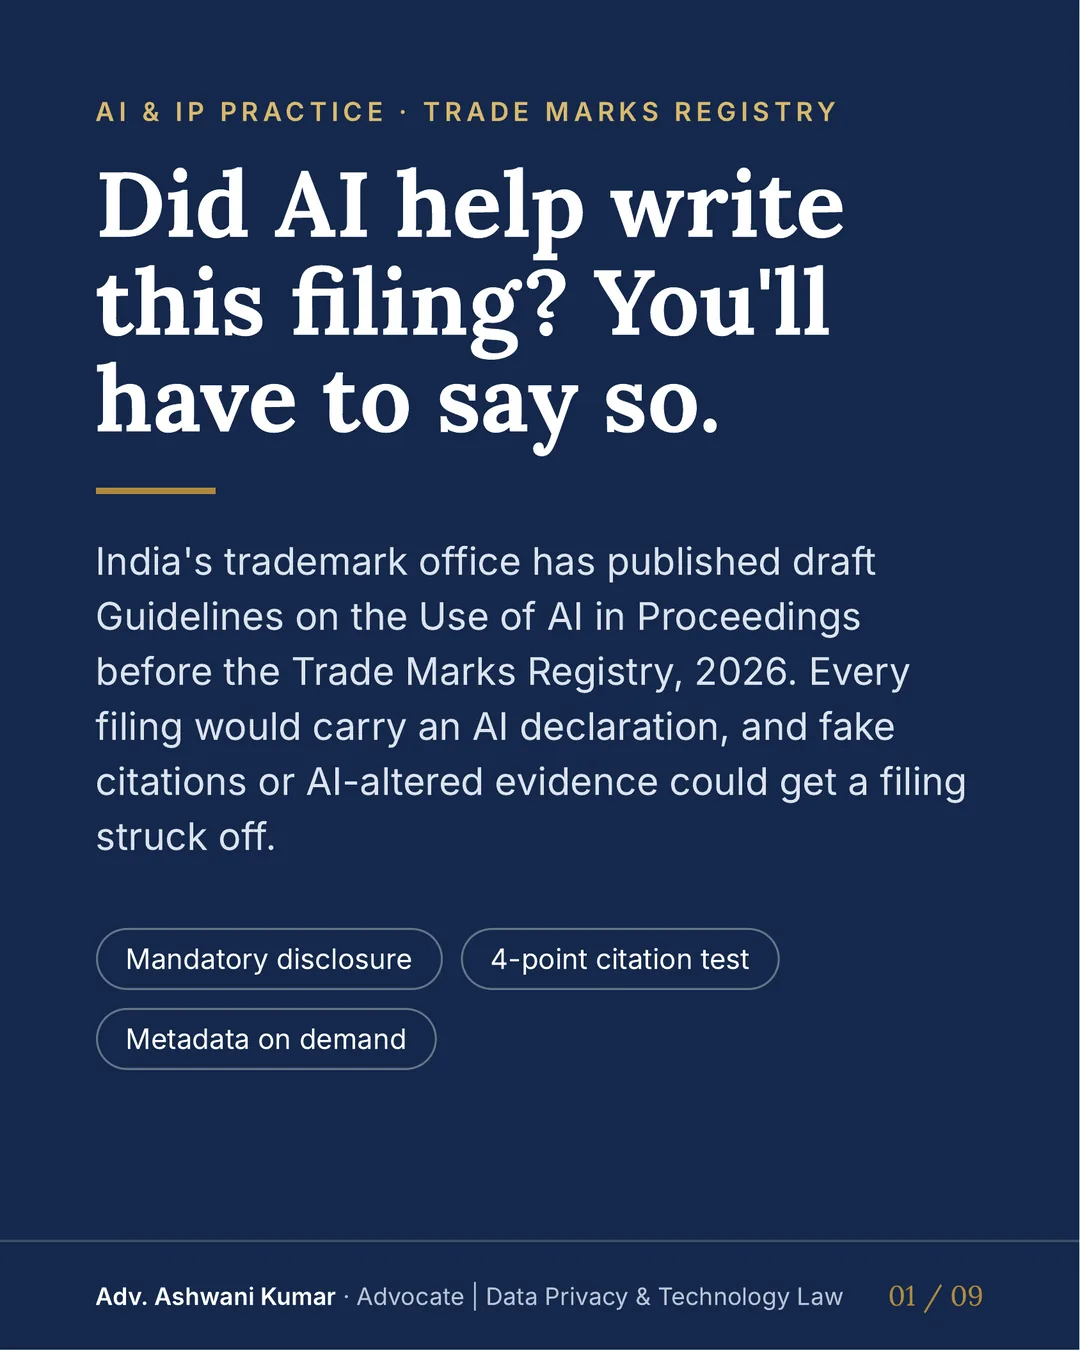 AI & IP PRACTICE · TRADE MARKS REGISTRY
Did AI help write
this filing? You'll
have to say so.
India's trademark office has published draft
Guidelines on the Use of AI in Proceedings
before the Trade Marks Registry, 2026. Every
filing would carry an AI declaration, and fake
citations or AI-altered evidence could get a filing
struck off.
Mandatory disclosure
4-point citation test
Metadata on demand
Adv. Ashwani Kumar · Advocate | Data Privacy & Technology Law
01 / 09